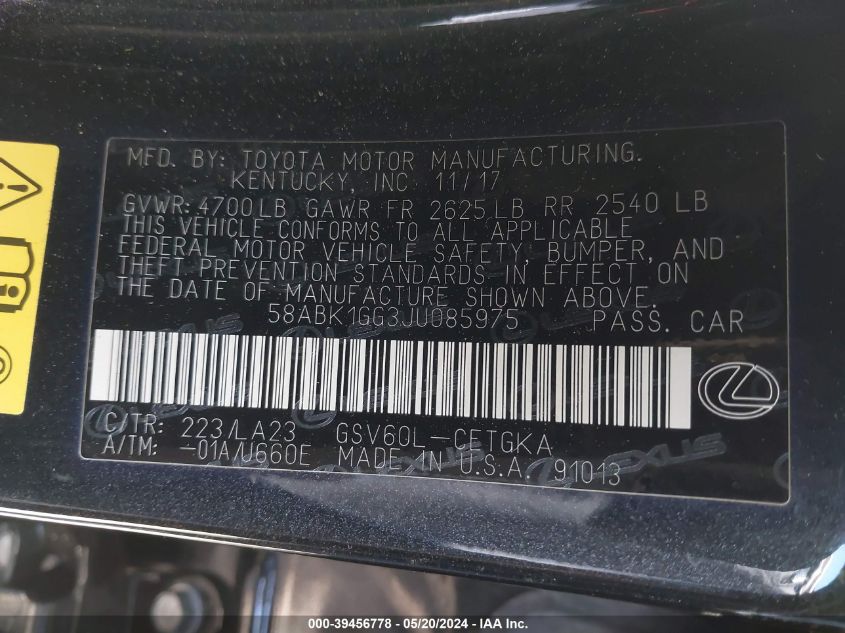 MFD. BY: TOYOTA MOTOR MANUFACTURING.
KENTUCKY, INC 11/17
GVWR: 4700 LB GAWR FR 2625 LB RR 2540 LB
THIS VEHICLE CONFORMS TO ALL APPLICABLE
FEDERAL MOTOR VEHICLE SAFETY, BUMPER, AND
THEFT PREVENTION STANDARDS IN EFFECT ON
THE DATE OF MANUFACTURE SHOWN ABOVE.
58ABK1GG3JU085975 PASS. CAR
C/TR: 223/LA23 GSV60L-CETGKA
A/TM: -01A/U660E MADE IN U.S.A. 91013
000-39456778 - 05/20/2024 - IAA Inc.